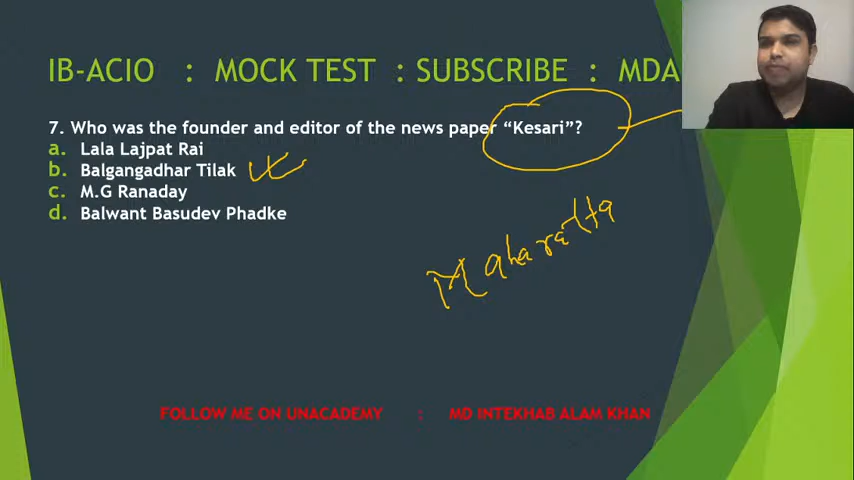 IB-ACIO : MOCK TEST : SUBSCRIBE : MDA
7. Who was the founder and editor of the news paper “Kesari”?
a. Lala Lajpat Rai
b. Balgangadhar Tilak
c. M.G Ranaday
d. Balwant Basudev Phadke
Maharatta
FOLLOW ME ON UNACADEMY : MD INTEKHAB ALAM KHAN